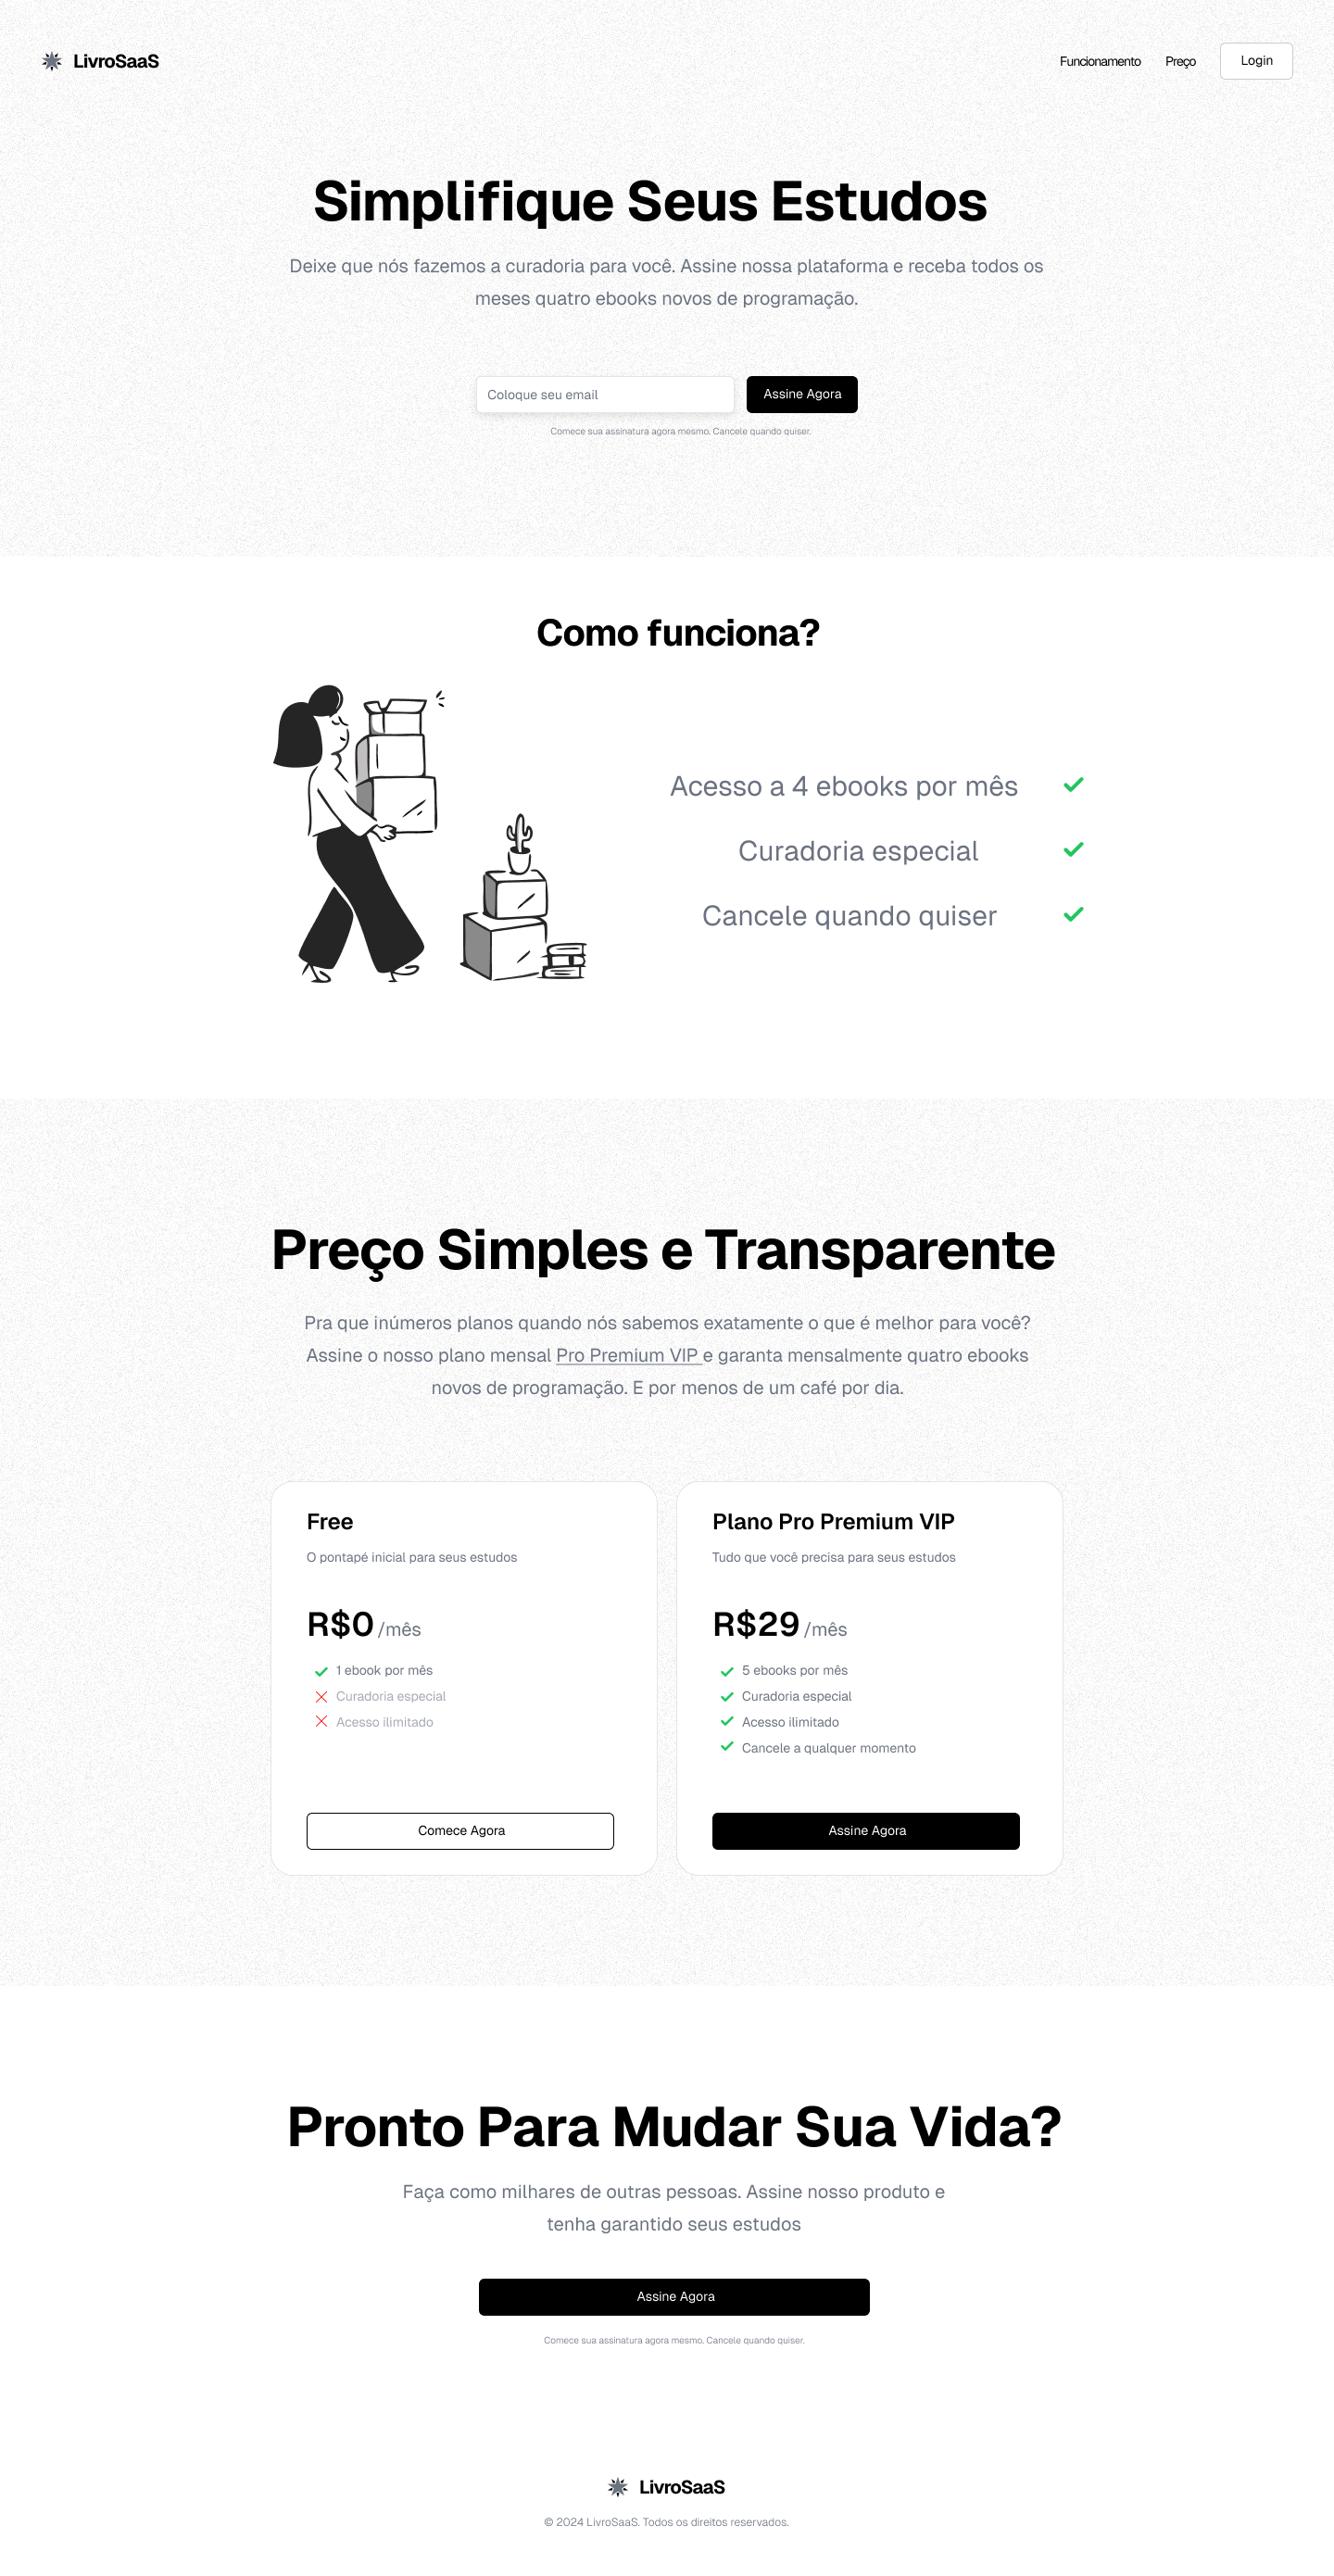 LivroSaaS
Funcionamento
Preço
Login
Simplifique Seus Estudos
Deixe que nós fazemos a curadoria para você. Assine nossa plataforma e receba todos os
meses quatro ebooks novos de programação.
Coloque seu email
Assine Agora
Comece sua assinatura agora mesmo. Cancele quando quiser.
Como funciona?
Acesso a 4 ebooks por mês
Curadoria especial
Cancele quando quiser
Preço Simples e Transparente
Pra que inúmeros planos quando nós sabemos exatamente o que é melhor para você?
Assine o nosso plano mensal Pro Premium VIP e garanta mensalmente quatro ebooks
novos de programação. E por menos de um café por dia.
Free
O pontapé inicial para seus estudos
R$0 /mês
1 ebook por mês
Curadoria especial
Acesso ilimitado
Comece Agora
Plano Pro Premium VIP
Tudo que você precisa para seus estudos
R$29 /mês
5 ebooks por mês
Curadoria especial
Acesso ilimitado
Cancele a qualquer momento
Assine Agora
Pronto Para Mudar Sua Vida?
Faça como milhares de outras pessoas. Assine nosso produto e
tenha garantido seus estudos
Assine Agora
Comece sua assinatura agora mesmo. Cancele quando quiser.
LivroSaaS
© 2024 LivroSaaS. Todos os direitos reservados.